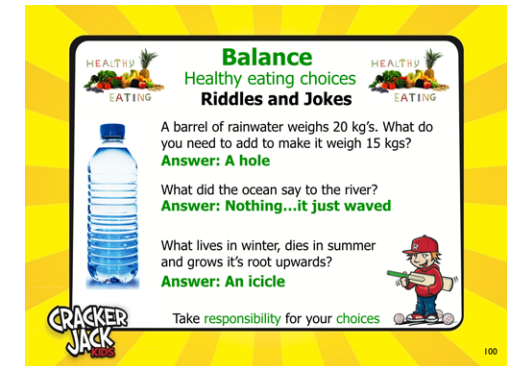 Balance
Healthy eating choices
Riddles and Jokes
HEALTHY
EATING
HEALTHY
EATING
A barrel of rainwater weighs 20 kg's. What do
you need to add to make it weigh 15 kgs?
Answer: A hole
What did the ocean say to the river?
Answer: Nothing...it just waved
What lives in winter, dies in summer
and grows it's root upwards?
Answer: An icicle
Take responsibility for your choices
CRACKER
JACK
KIDS
100